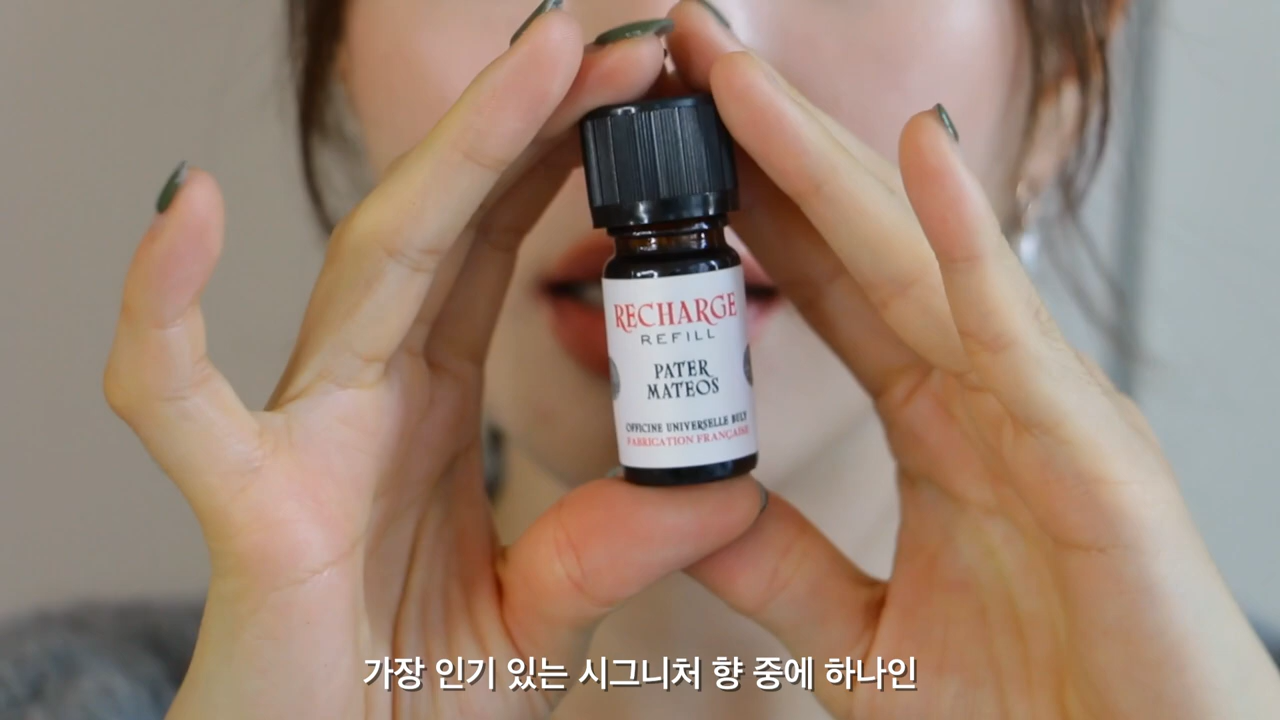 RECHARGE
REFILL
PATER
MATEOS
OFFICINE UNIVERSELLE BULY
FABRICATION FRANÇAISE
가장 인기 있는 시그니처 향 중에 하나인